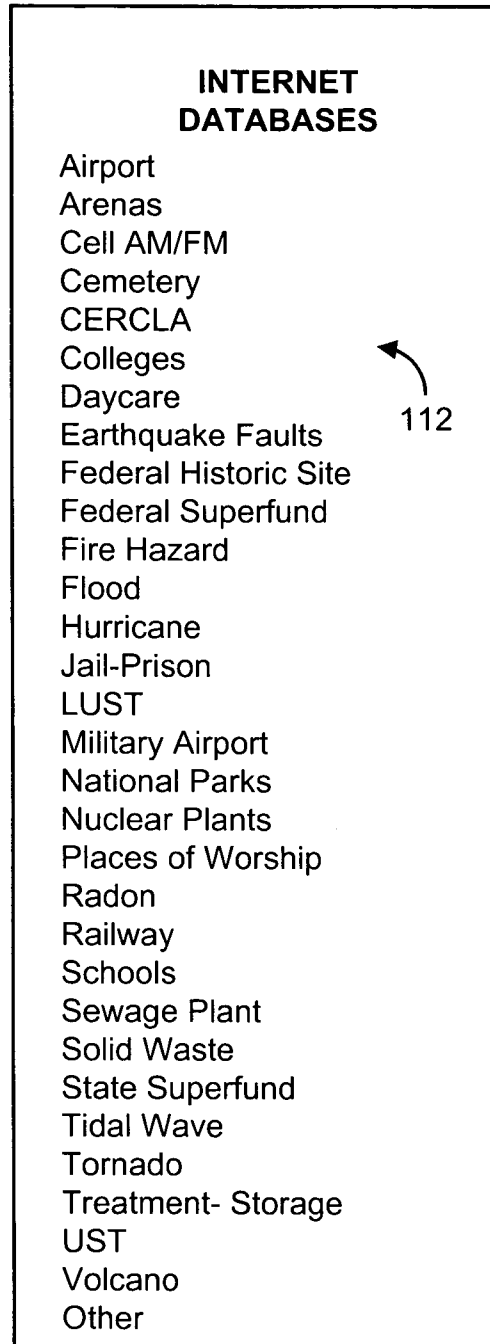 INTERNET
DATABASES
Airport
Arenas
Cell AM/FM
Cemetery
CERCLA
Colleges
Daycare
112
Earthquake Faults
Federal Historic Site
Federal Superfund
Fire Hazard
Flood
Hurricane
Jail-Prison
LUST
Military Airport
National Parks
Nuclear Plants
Places of Worship
Radon
Railway
Schools
Sewage Plant
Solid Waste
State Superfund
Tidal Wave
Tornado
Treatment- Storage
UST
Volcano
Other